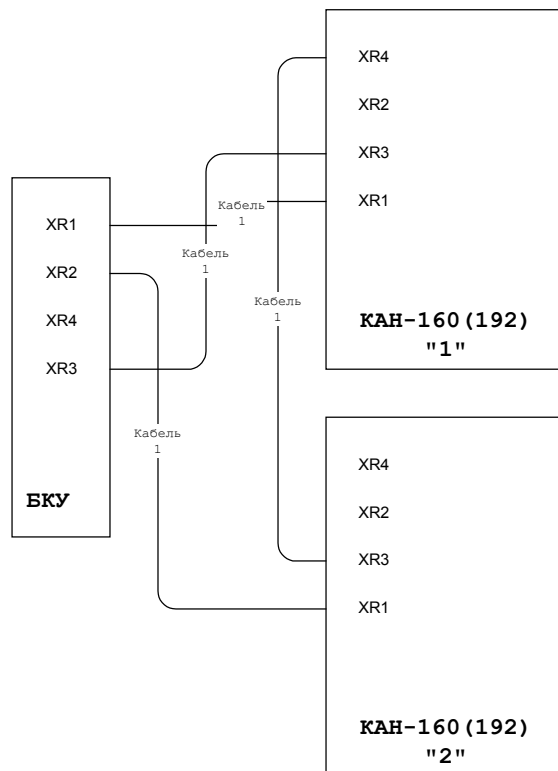 XR4
XR2
XR3
XR1
КАН-160(192)
"1"
Кабель
1
Кабель
1
Кабель
1
Кабель
1
XR1
XR2
XR4
XR3
БКУ
XR4
XR2
XR3
XR1
КАН-160(192)
"2"